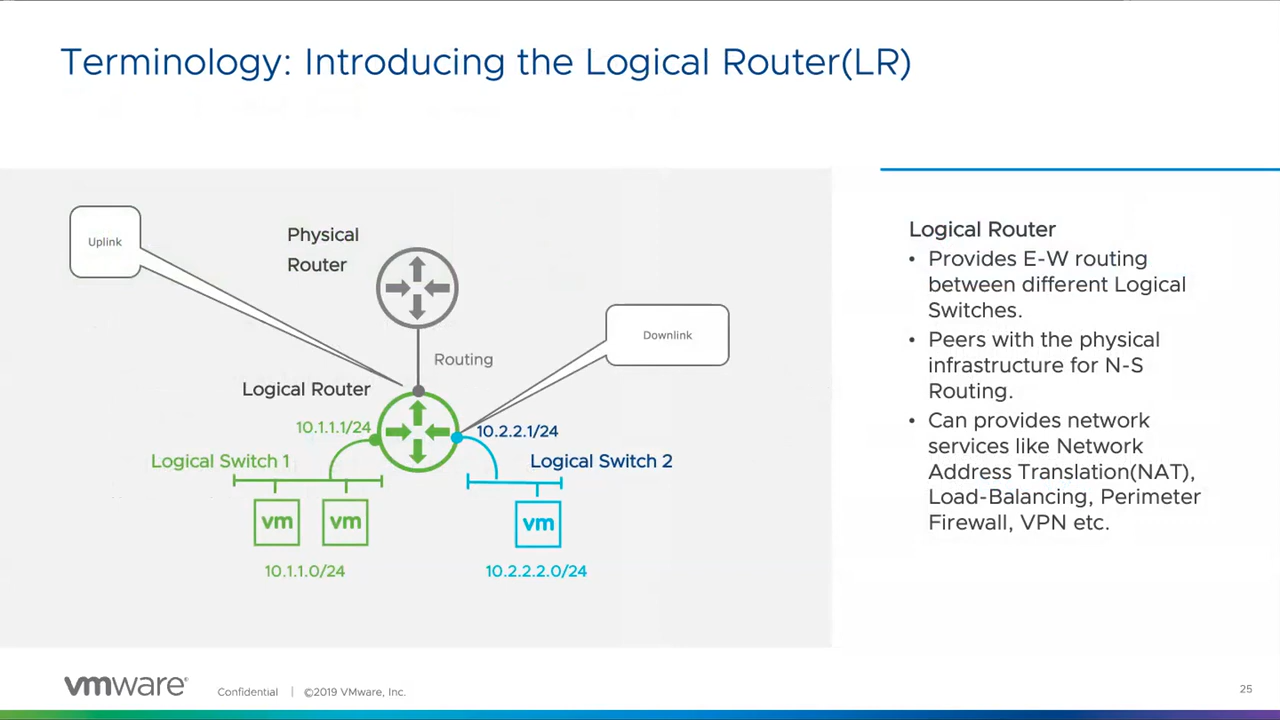 Terminology: Introducing the Logical Router(LR)
Uplink
Physical
Router
Downlink
Routing
Logical Router
10.1.1.1/24
10.2.2.1/24
Logical Switch 1
Logical Switch 2
vm
vm
vm
10.1.1.0/24
10.2.2.2.0/24
Logical Router
• Provides E-W routing
between different Logical
Switches.
• Peers with the physical
infrastructure for N-S
Routing.
• Can provides network
services like Network
Address Translation(NAT),
Load-Balancing, Perimeter
Firewall, VPN etc.
vmware®
Confidential | ©2019 VMware, Inc.
25